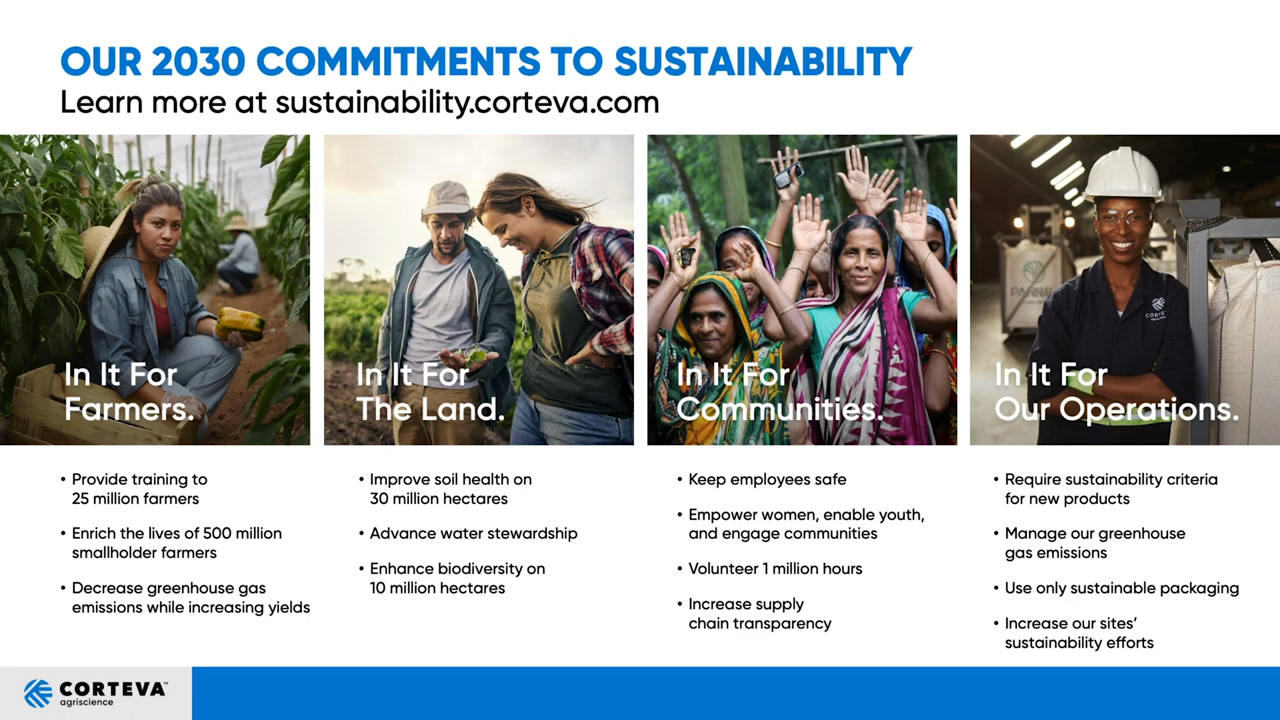 OUR 2030 COMMITMENTS TO SUSTAINABILITY
Learn more at sustainability.corteva.com
In It For
Farmers.
• Provide training to
25 million farmers
• Enrich the lives of 500 million
smallholder farmers
• Decrease greenhouse gas
emissions while increasing yields
In It For
The Land.
• Improve soil health on
30 million hectares
• Advance water stewardship
• Enhance biodiversity on
10 million hectares
In It For
Communities.
• Keep employees safe
• Empower women, enable youth,
and engage communities
• Volunteer 1 million hours
• Increase supply
chain transparency
In It For
Our Operations.
• Require sustainability criteria
for new products
• Manage our greenhouse
gas emissions
• Use only sustainable packaging
• Increase our sites'
sustainability efforts
CORTEVA™
agriscience